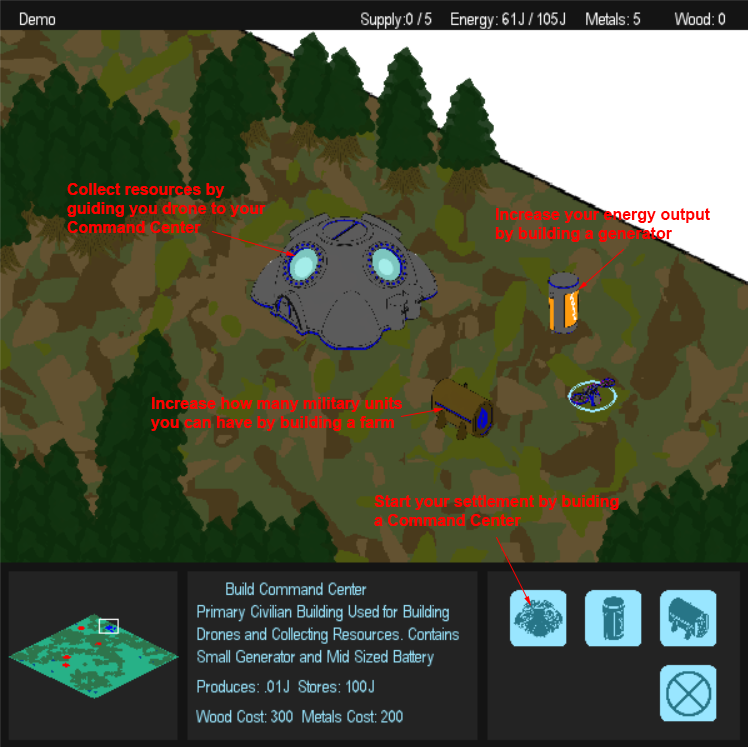 Demo
Supply:0 / 5 Energy: 61J / 105J Metals: 5 Wood: 0
Collect resources by
guiding you drone to your
Command Center
Increase your energy output
by building a generator
Increase how many military units
you can have by building a farm
Start your settlement by building
a Command Center
Build Command Center
Primary Civilian Building Used for Building
Drones and Collecting Resources. Contains
Small Generator and Mid Sized Battery
Produces: .01J Stores: 100J
Wood Cost: 300 Metals Cost: 200